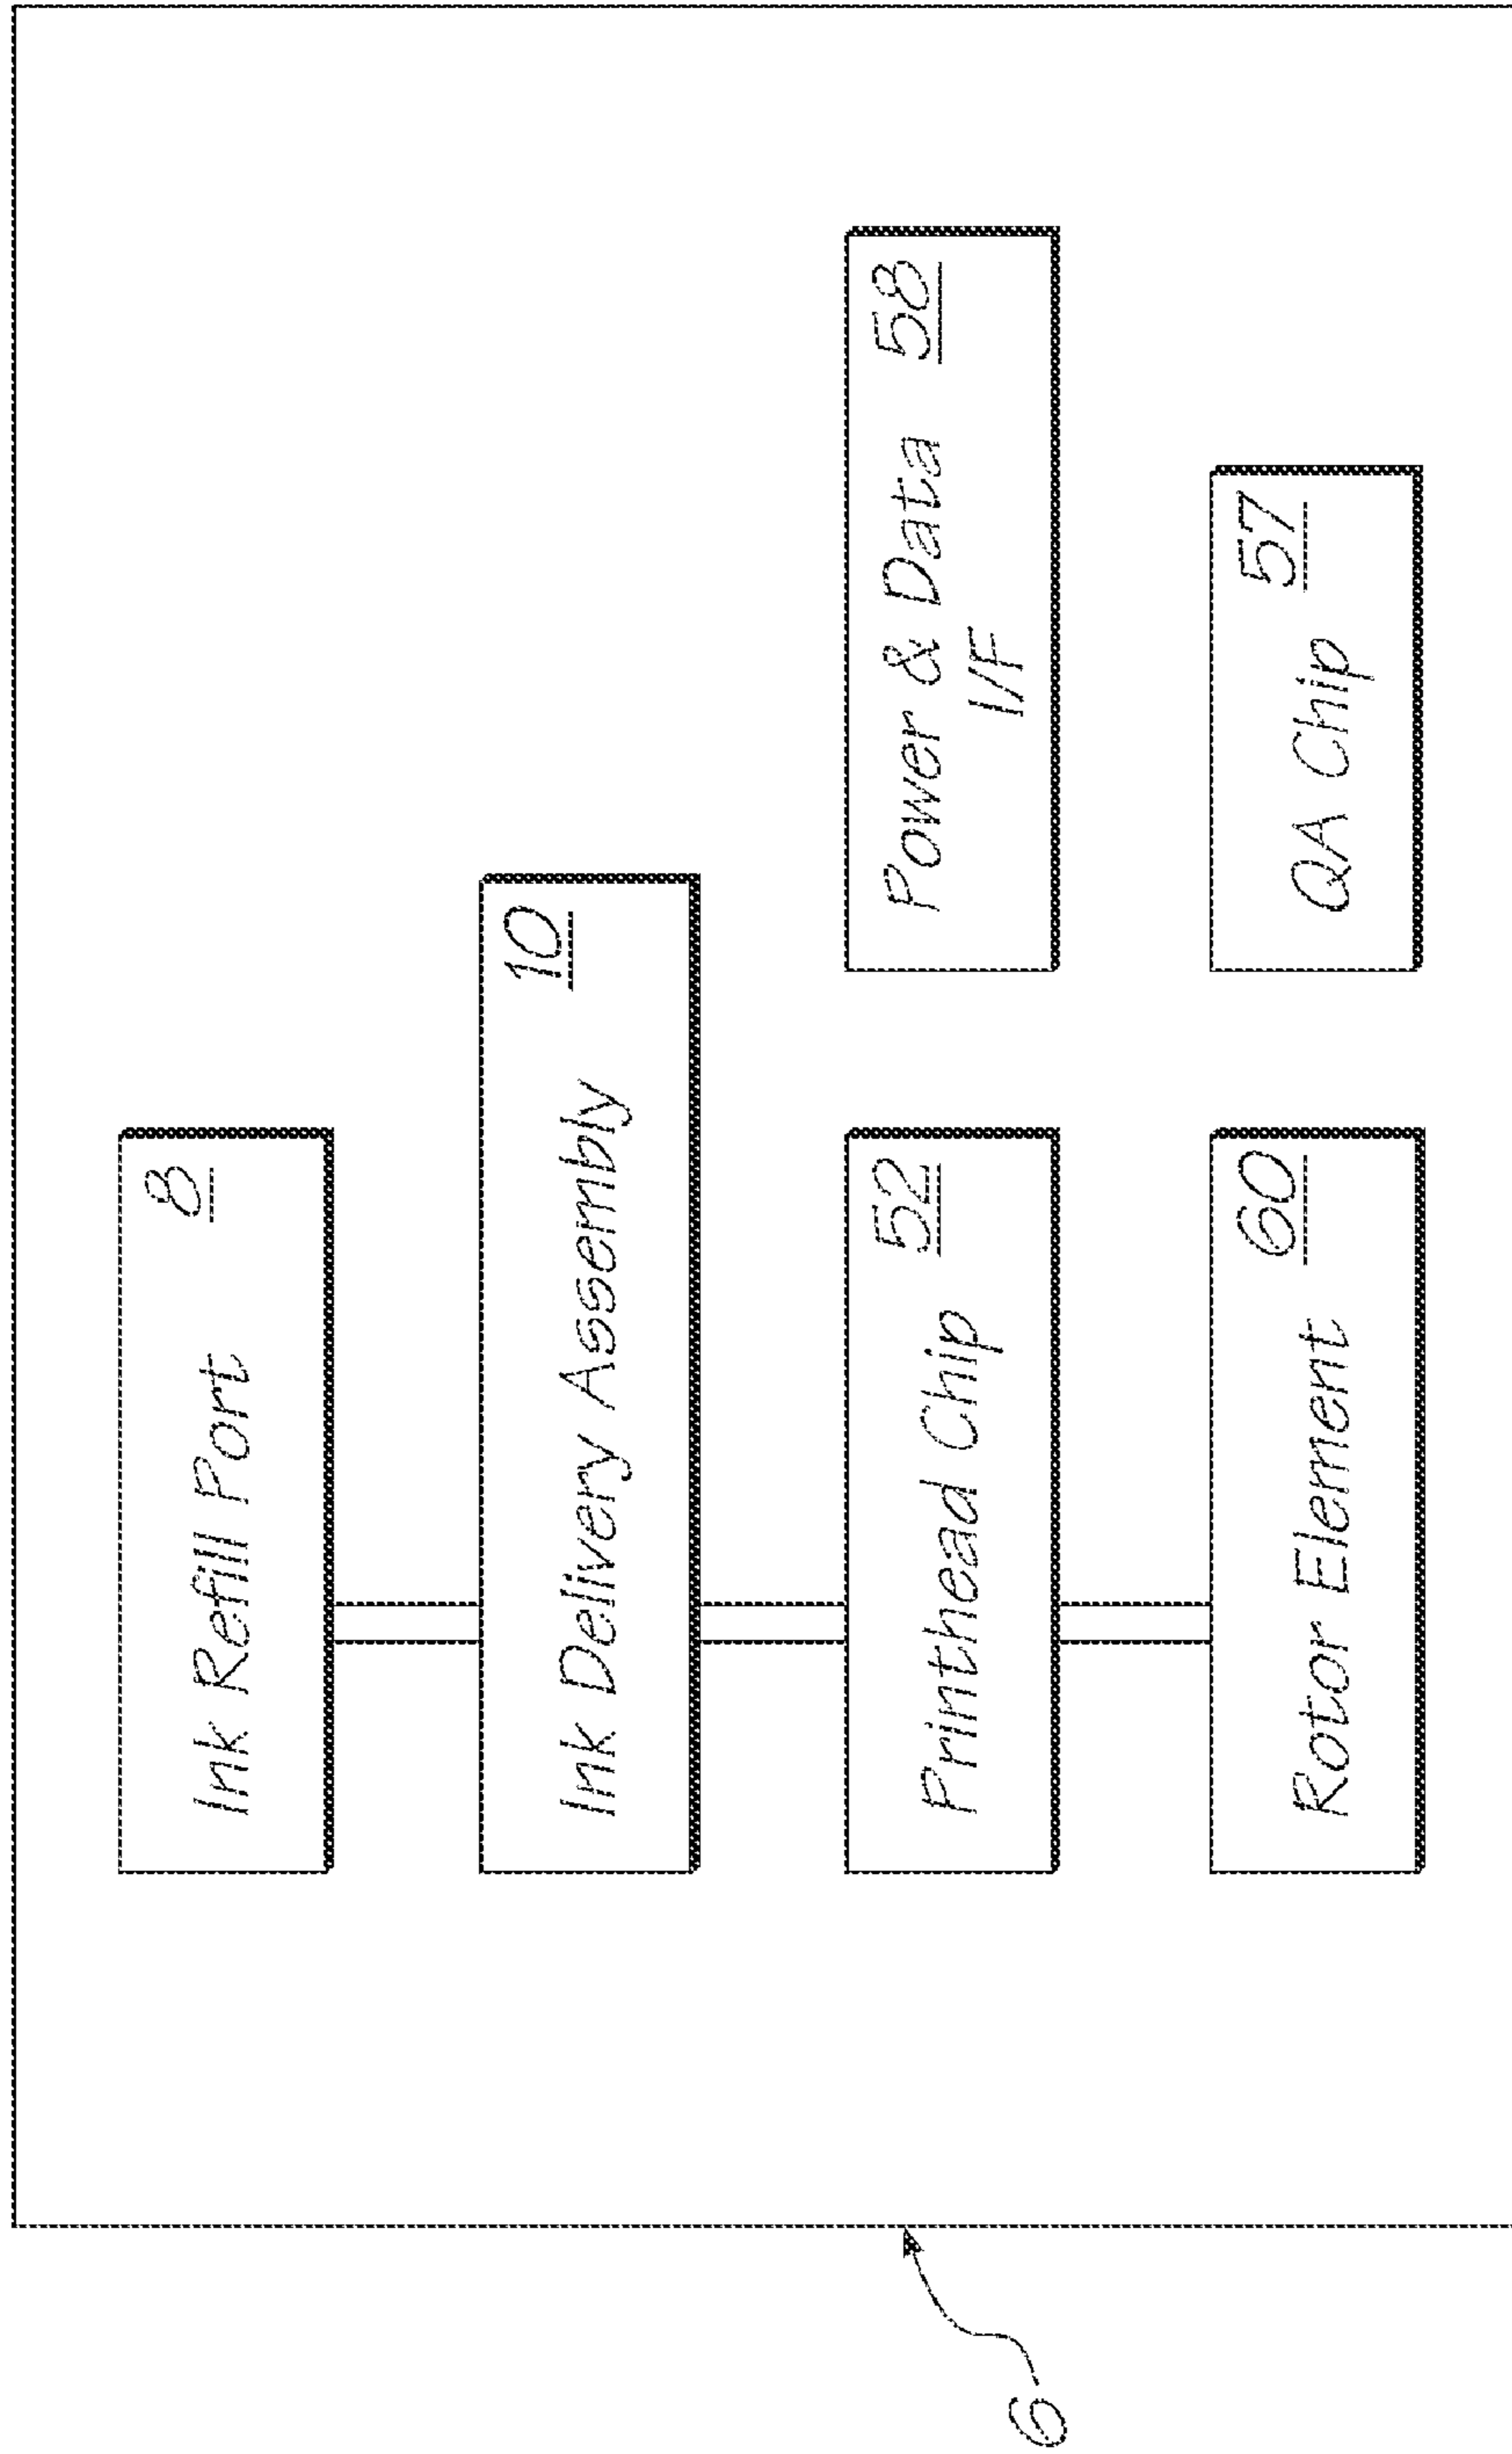 Ink Refill Port 8
Ink Delivery Assembly 10
Printhead Chip 52
Power & Data 58
I/F
Rotor Element 60
QA Chip 57
6